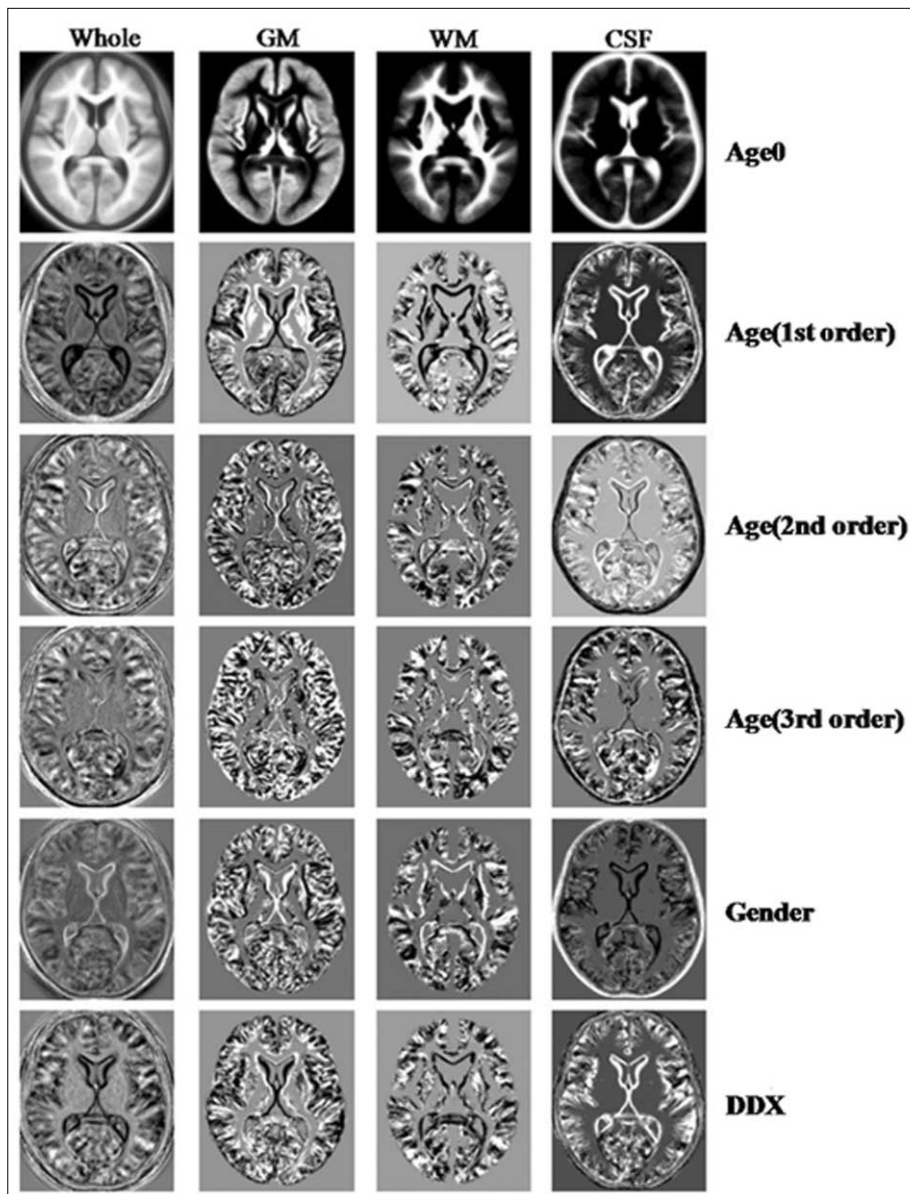 Whole GM WM CSF
Age0
Age(1st order)
Age(2nd order)
Age(3rd order)
Gender
DDX